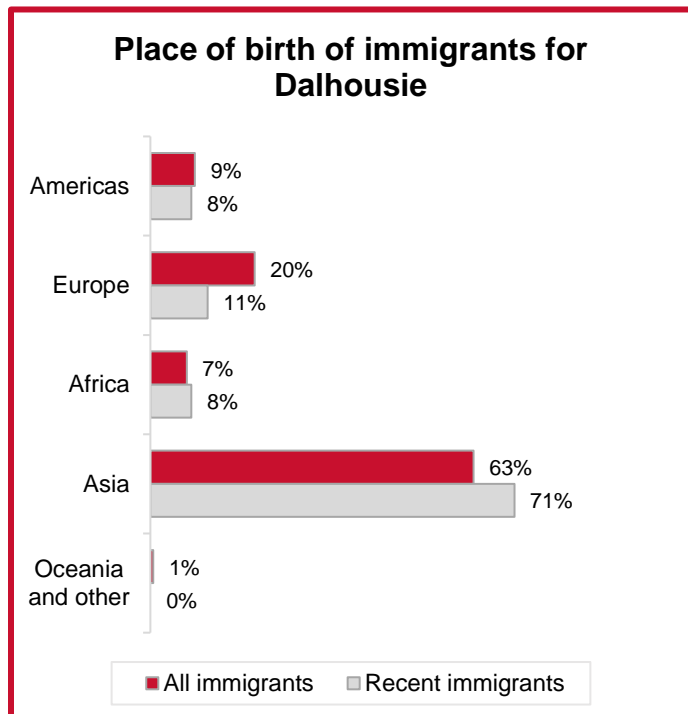 Place of birth of immigrants for
Dalhousie
Americas
9%
8%
Europe
20%
11%
Africa
7%
8%
Asia
63%
71%
Oceania
and other
1%
0%
All immigrants
Recent immigrants